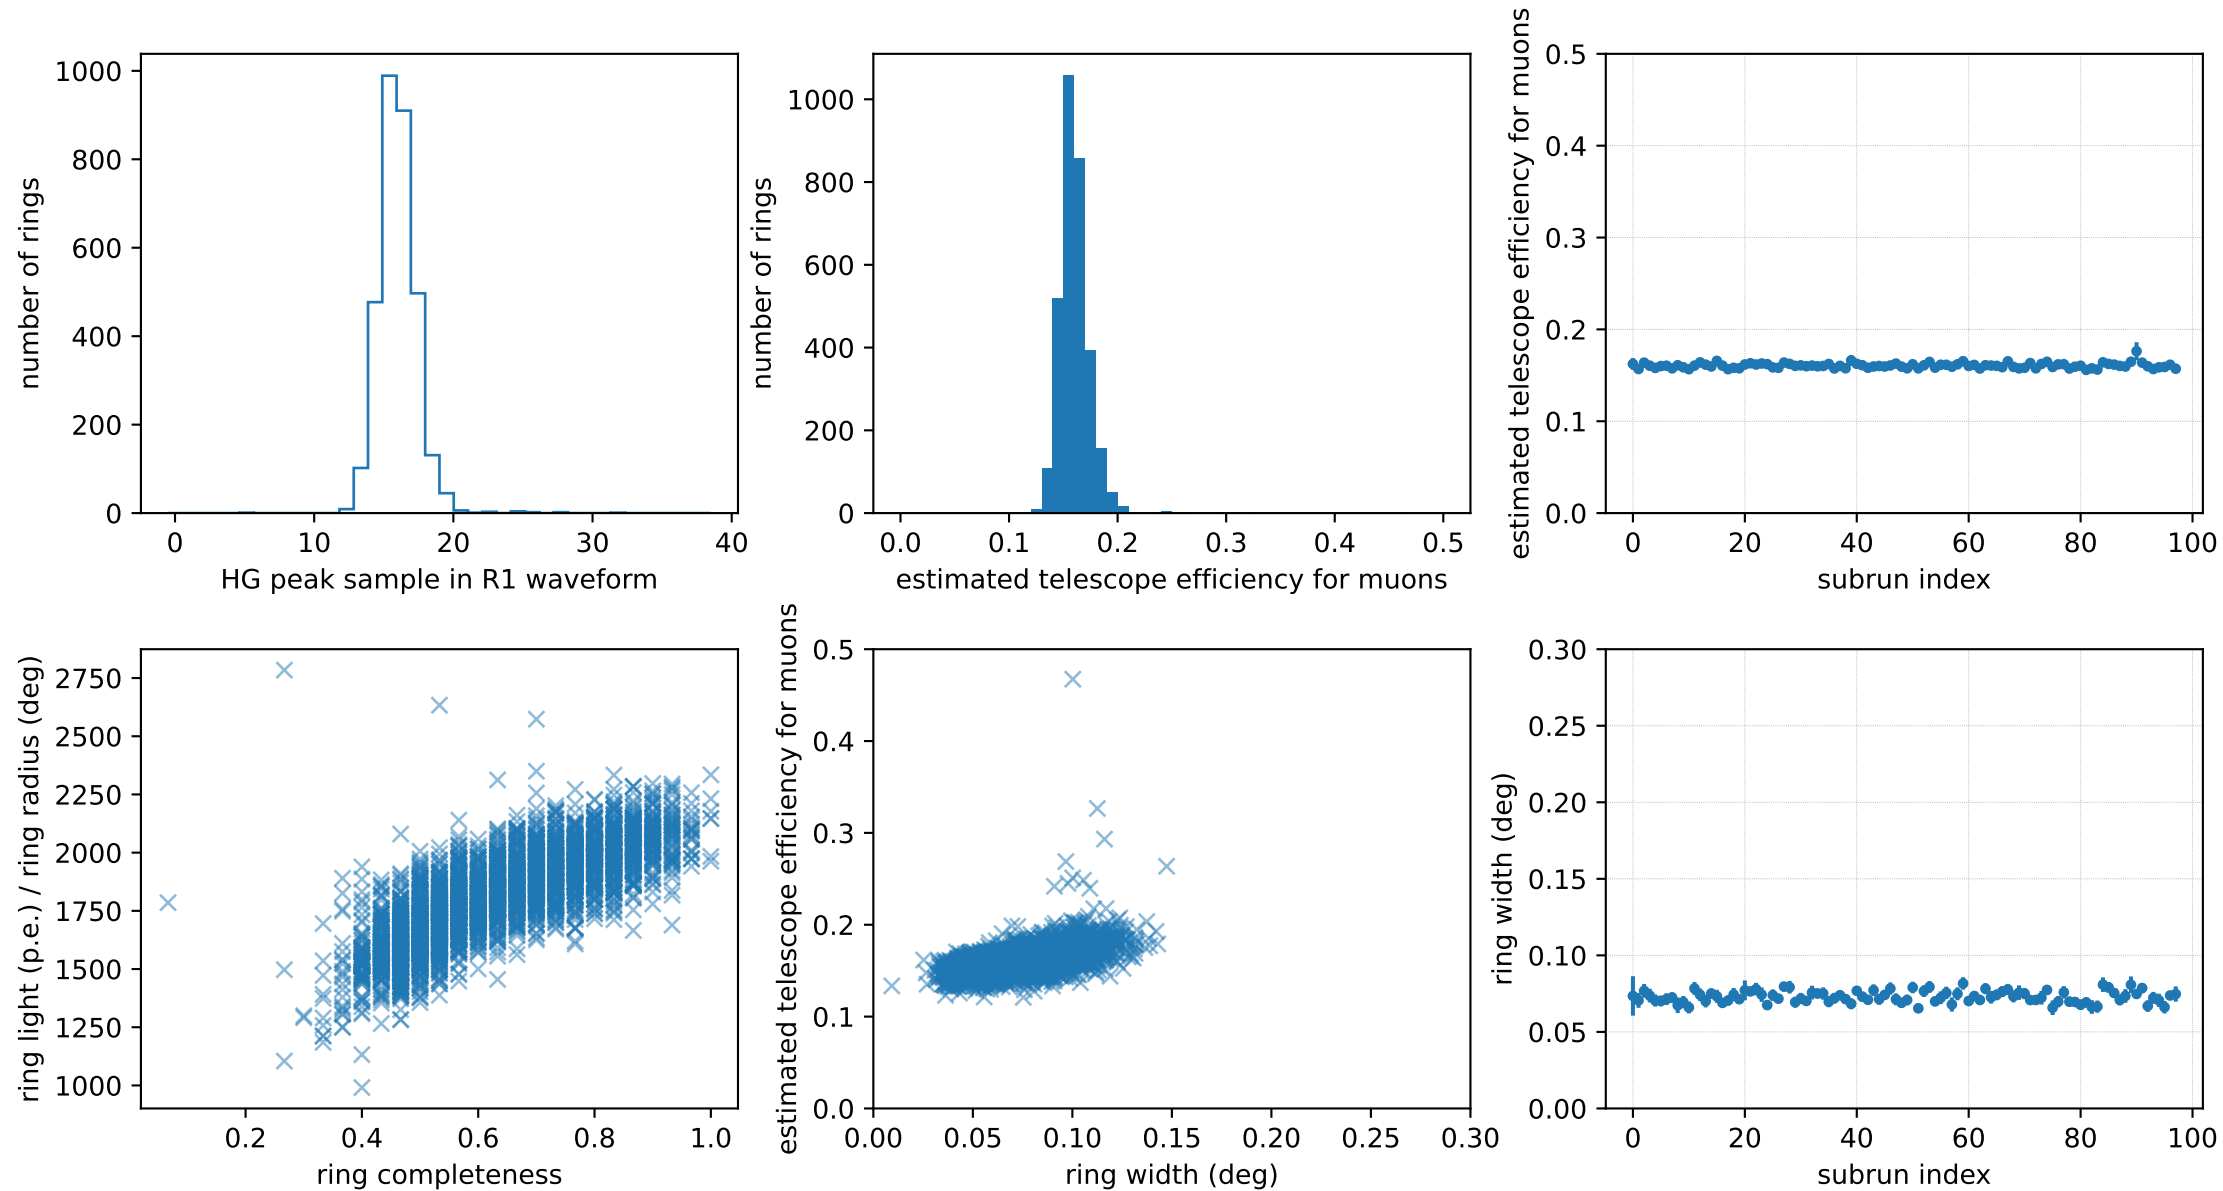 1000
800
600
400
200
0
number of rings
0 10 20 30 40
HG peak sample in R1 waveform
1000
800
600
400
200
0
number of rings
0.0 0.1 0.2 0.3 0.4 0.5
estimated telescope efficiency for muons
0.5
0.4
0.3
0.2
0.1
0.0
estimated telescope efficiency for muons
0 20 40 60 80 100
subrun index
2750
2500
2250
2000
1750
1500
1250
1000
ring light (p.e.) / ring radius (deg)
0.2 0.4 0.6 0.8 1.0
ring completeness
0.5
0.4
0.3
0.2
0.1
0.0
estimated telescope efficiency for muons
0.00 0.05 0.10 0.15 0.20 0.25 0.30
ring width (deg)
0.30
0.25
0.20
0.15
0.10
0.05
0.00
ring width (deg)
0 20 40 60 80 100
subrun index